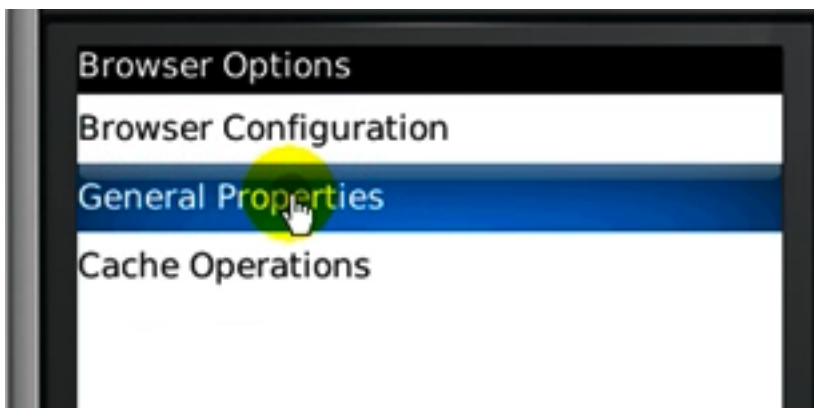 Browser Options
Browser Configuration
General Properties
Cache Operations